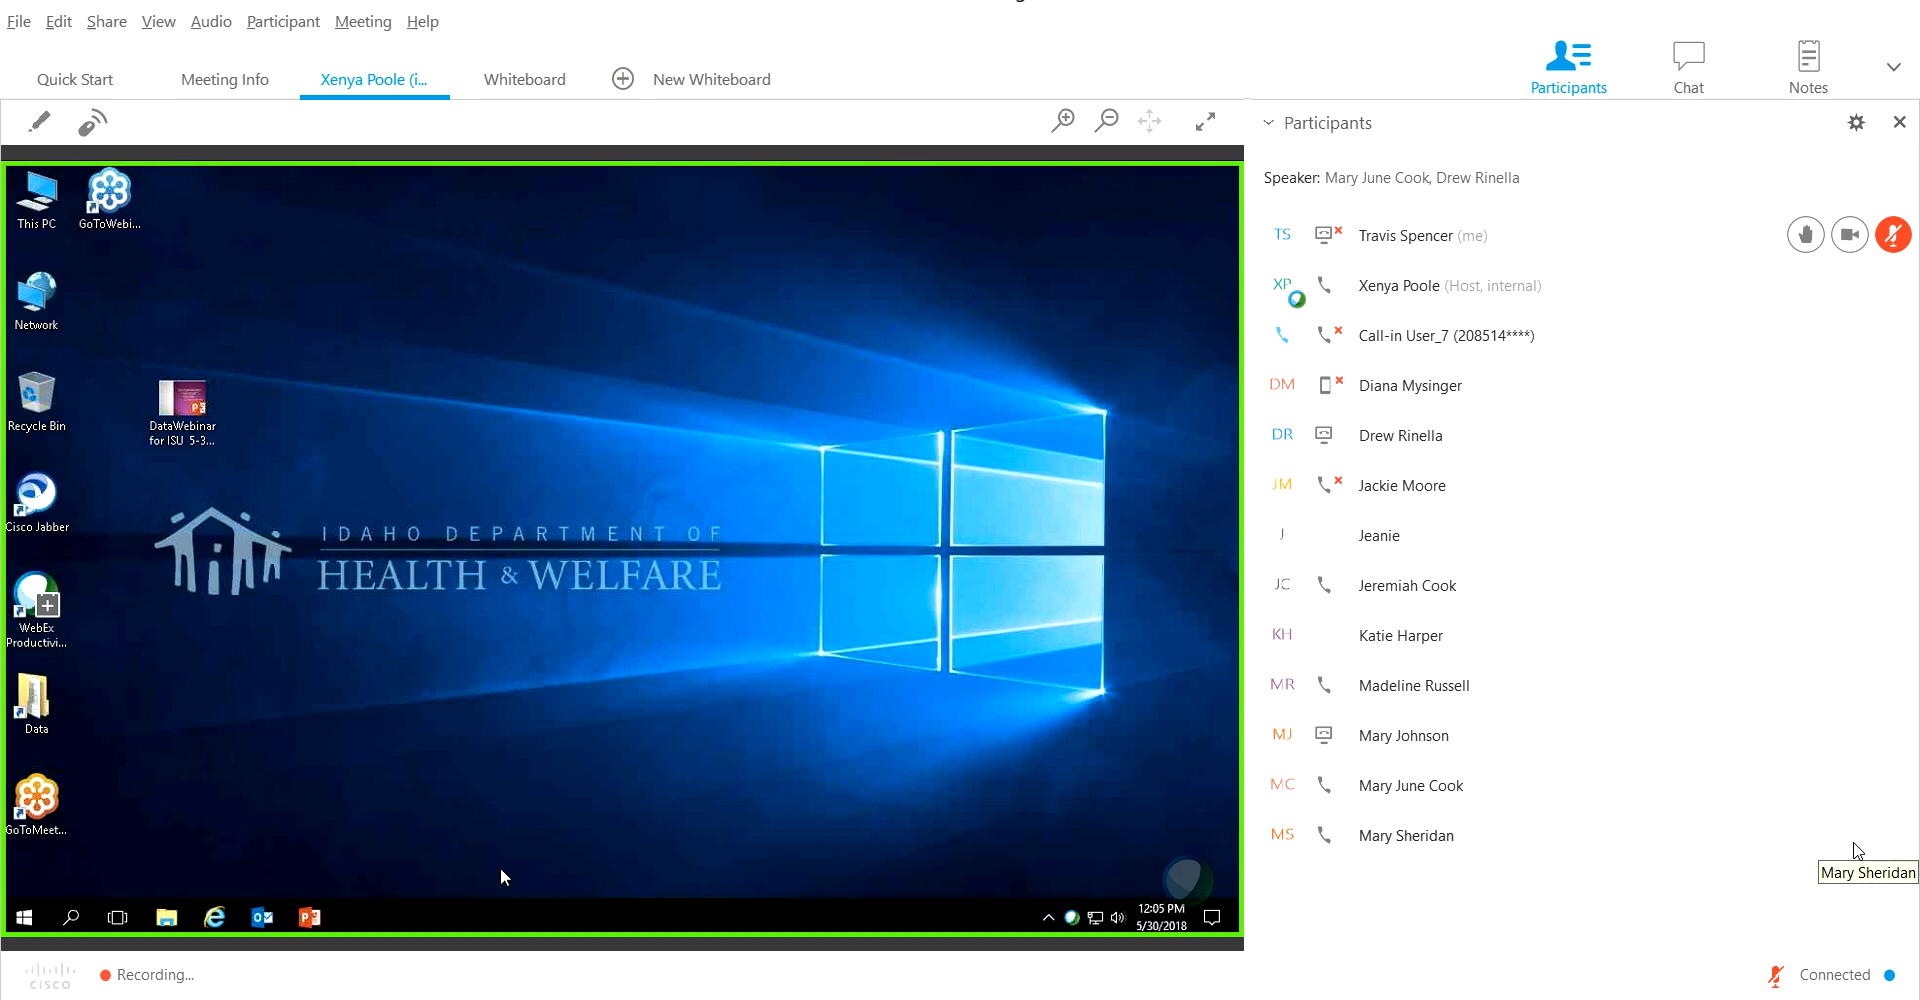 File Edit Share View Audio Participant Meeting Help
Quick Start Meeting Info Xenya Poole (i... Whiteboard New Whiteboard
Participants Chat Notes
Participants
Speaker: Mary June Cook, Drew Rinella
TS Travis Spencer (me)
XP Xenya Poole (Host, internal)
Call-in User_7 (208514****)
DM Diana Mysinger
DR Drew Rinella
JM Jackie Moore
J Jeanie
JC Jeremiah Cook
KH Katie Harper
MR Madeline Russell
MJ Mary Johnson
MC Mary June Cook
MS Mary Sheridan
Mary Sheridan
This PC
GoToWebi...
Network
Recycle Bin
DataWebinar
for ISU 5-3...
Cisco Jabber
WebEx
Productivi...
Data
GoToMeet...
IDAHO DEPARTMENT OF
HEALTH & WELFARE
12:05 PM
5/30/2018
CISCO
Recording...
Connected